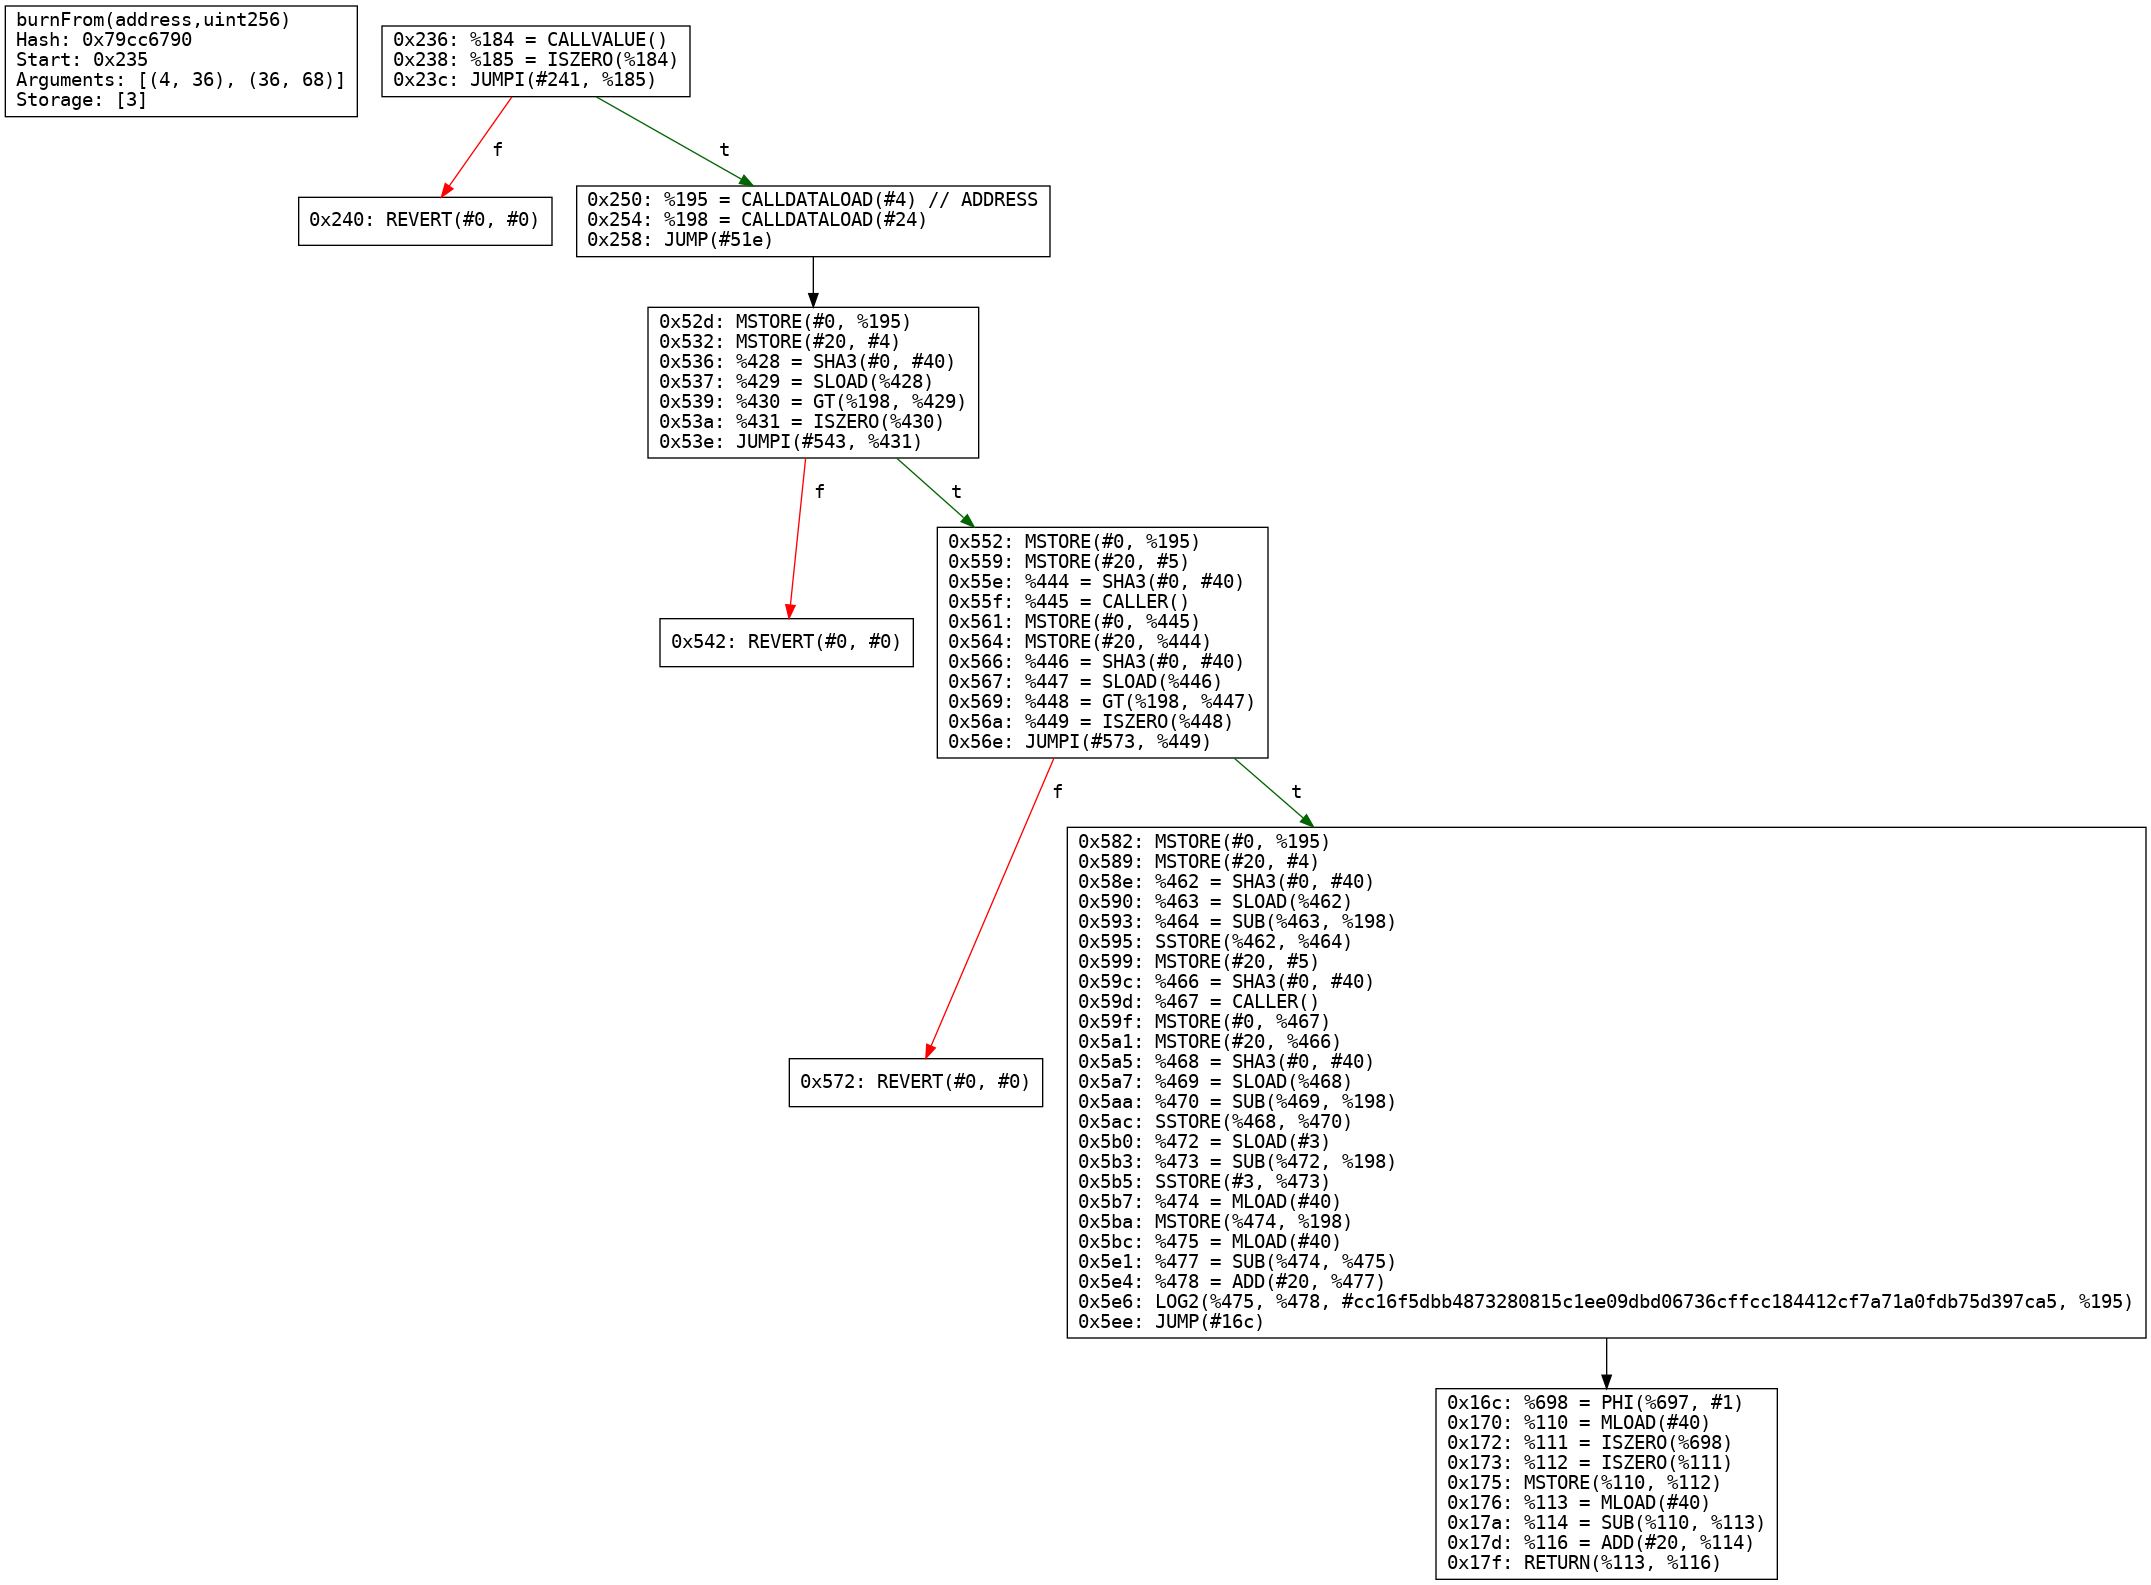 burnFrom(address,uint256)
Hash: 0x79cc6790
Start: 0x235
Arguments: [(4, 36), (36, 68)]
Storage: [3]
0x236: %184 = CALLVALUE()
0x238: %185 = ISZERO(%184)
0x23c: JUMPI(#241, %185)
f
t
0x240: REVERT(#0, #0)
0x250: %195 = CALLDATALOAD(#4) // ADDRESS
0x254: %198 = CALLDATALOAD(#24)
0x258: JUMP(#51e)
0x52d: MSTORE(#0, %195)
0x532: MSTORE(#20, #4)
0x536: %428 = SHA3(#0, #40)
0x537: %429 = SLOAD(%428)
0x539: %430 = GT(%198, %429)
0x53a: %431 = ISZERO(%430)
0x53e: JUMPI(#543, %431)
f
t
0x542: REVERT(#0, #0)
0x552: MSTORE(#0, %195)
0x559: MSTORE(#20, #5)
0x55e: %444 = SHA3(#0, #40)
0x55f: %445 = CALLER()
0x561: MSTORE(#0, %445)
0x564: MSTORE(#20, %444)
0x566: %446 = SHA3(#0, #40)
0x567: %447 = SLOAD(%446)
0x569: %448 = GT(%198, %447)
0x56a: %449 = ISZERO(%448)
0x56e: JUMPI(#573, %449)
f
t
0x572: REVERT(#0, #0)
0x582: MSTORE(#0, %195)
0x589: MSTORE(#20, #4)
0x58e: %462 = SHA3(#0, #40)
0x590: %463 = SLOAD(%462)
0x593: %464 = SUB(%463, %198)
0x595: SSTORE(%462, %464)
0x599: MSTORE(#20, #5)
0x59c: %466 = SHA3(#0, #40)
0x59d: %467 = CALLER()
0x59f: MSTORE(#0, %467)
0x5a1: MSTORE(#20, %466)
0x5a5: %468 = SHA3(#0, #40)
0x5a7: %469 = SLOAD(%468)
0x5aa: %470 = SUB(%469, %198)
0x5ac: SSTORE(%468, %470)
0x5b0: %472 = SLOAD(#3)
0x5b3: %473 = SUB(%472, %198)
0x5b5: SSTORE(#3, %473)
0x5b7: %474 = MLOAD(#40)
0x5ba: MSTORE(%474, %198)
0x5bc: %475 = MLOAD(#40)
0x5e1: %477 = SUB(%474, %475)
0x5e4: %478 = ADD(#20, %477)
0x5e6: LOG2(%475, %478, #cc16f5dbb4873280815c1ee09dbd06736cffcc184412cf7a71a0fdb75d397ca5, %195)
0x5ee: JUMP(#16c)
0x16c: %698 = PHI(%697, #1)
0x170: %110 = MLOAD(#40)
0x172: %111 = ISZERO(%698)
0x173: %112 = ISZERO(%111)
0x175: MSTORE(%110, %112)
0x176: %113 = MLOAD(#40)
0x17a: %114 = SUB(%110, %113)
0x17d: %116 = ADD(#20, %114)
0x17f: RETURN(%113, %116)